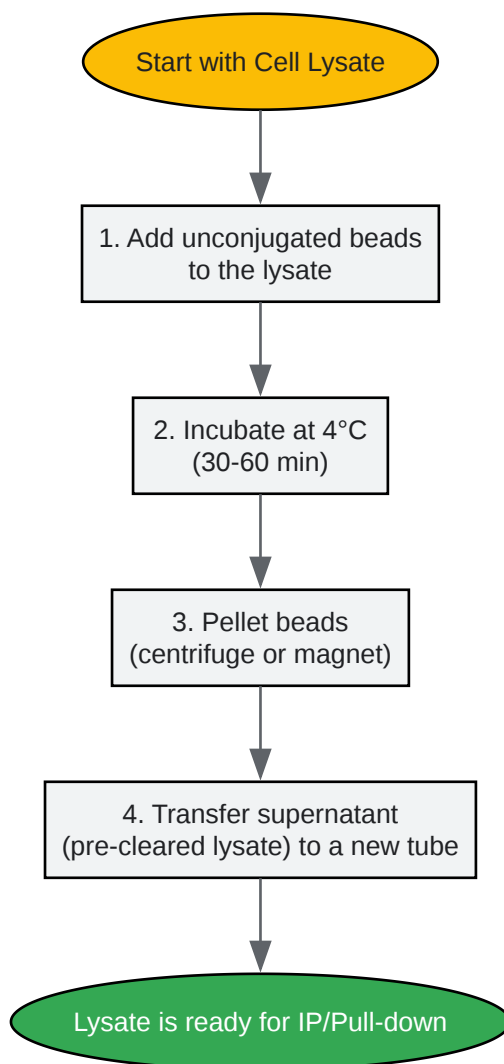 Start with Cell Lysate
1. Add unconjugated beads
to the lysate
2. Incubate at 4°C
(30-60 min)
3. Pellet beads
(centrifuge or magnet)
4. Transfer supernatant
(pre-cleared lysate) to a new tube
Lysate is ready for IP/Pull-down